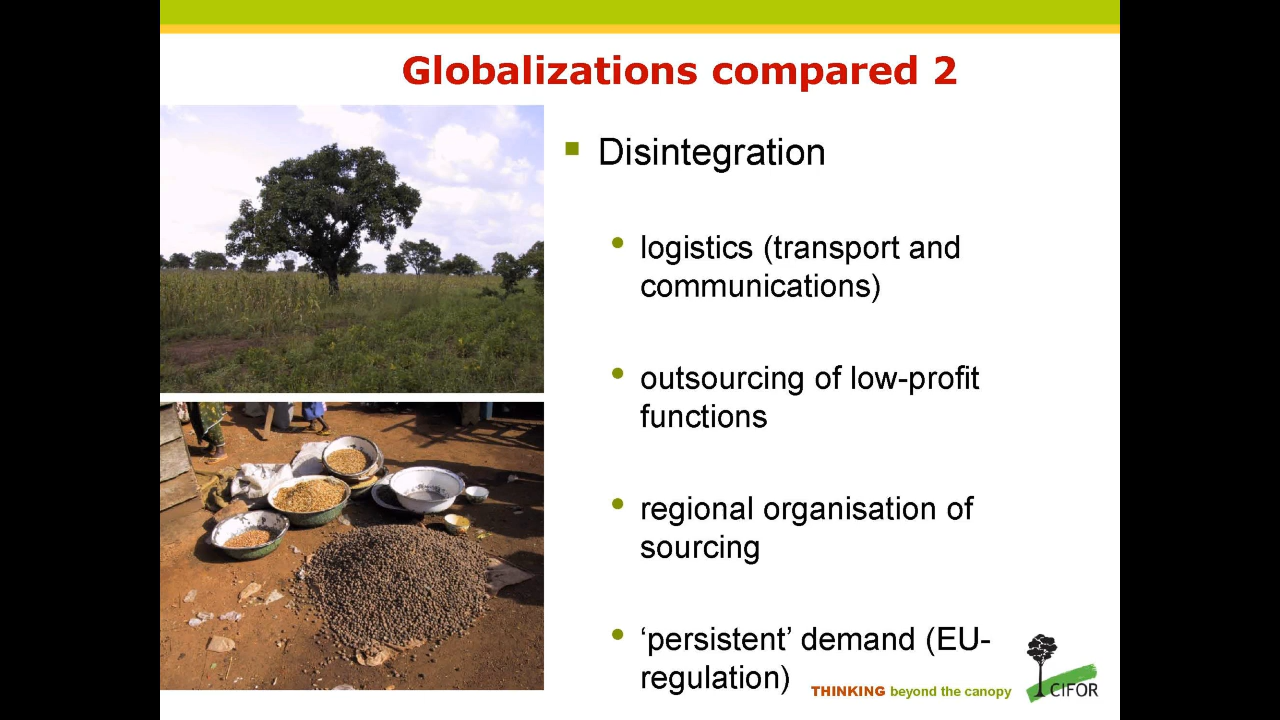 Globalizations compared 2
Disintegration
logistics (transport and
communications)
outsourcing of low-profit
functions
regional organisation of
sourcing
‘persistent’ demand (EU-
regulation)
THINKING beyond the canopy
CIFOR